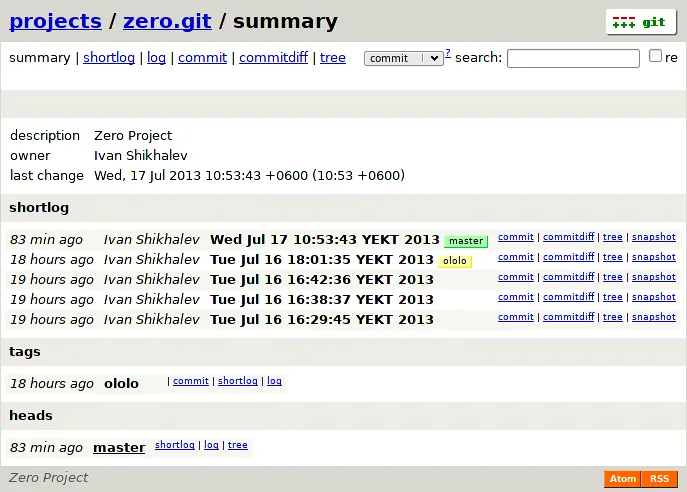 projects / zero.git / summary
git
summary | shortlog | log | commit | commitdiff | tree commit ? search: re
description Zero Project
owner Ivan Shikhalev
last change Wed, 17 Jul 2013 10:53:43 +0600 (10:53 +0600)
shortlog
83 min ago Ivan Shikhalev Wed Jul 17 10:53:43 YEKT 2013 master commit | commitdiff | tree | snapshot
18 hours ago Ivan Shikhalev Tue Jul 16 18:01:35 YEKT 2013 ololo commit | commitdiff | tree | snapshot
19 hours ago Ivan Shikhalev Tue Jul 16 16:42:36 YEKT 2013 commit | commitdiff | tree | snapshot
19 hours ago Ivan Shikhalev Tue Jul 16 16:38:37 YEKT 2013 commit | commitdiff | tree | snapshot
19 hours ago Ivan Shikhalev Tue Jul 16 16:29:45 YEKT 2013 commit | commitdiff | tree | snapshot
tags
18 hours ago ololo | commit | shortlog | log
heads
83 min ago master shortlog | log | tree
Zero Project Atom RSS